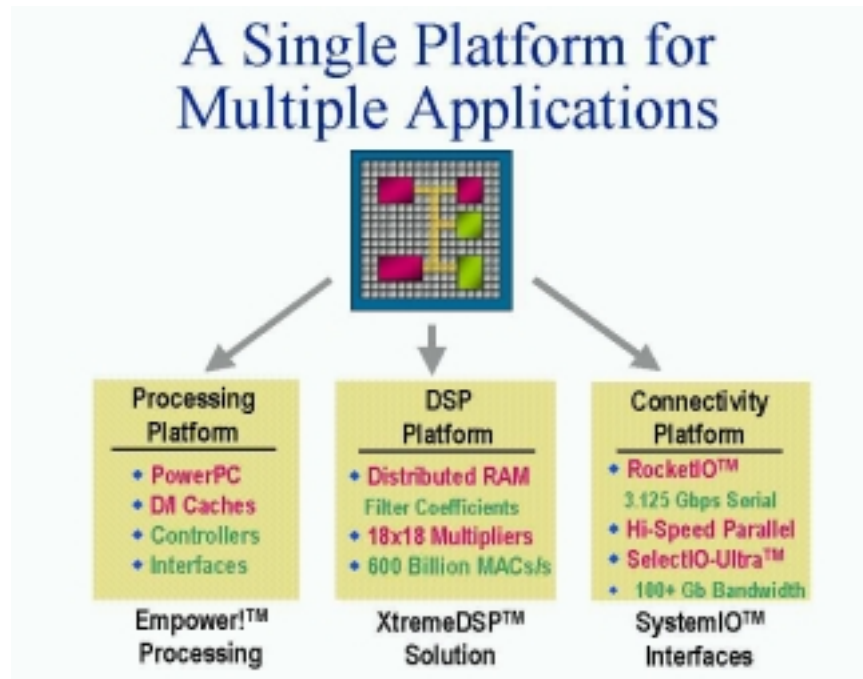 A Single Platform for
Multiple Applications
Processing
Platform
PowerPC
D/I Caches
Controllers
Interfaces
Empower!™
Processing
DSP
Platform
Distributed RAM
Filter Coefficients
18x18 Multipliers
600 Billion MACs/s
XtremeDSP™
Solution
Connectivity
Platform
RocketIO™
3.125 Gbps Serial
Hi-Speed Parallel
SelectIO-Ultra™
100+ Gb Bandwidth
SystemIO™
Interfaces